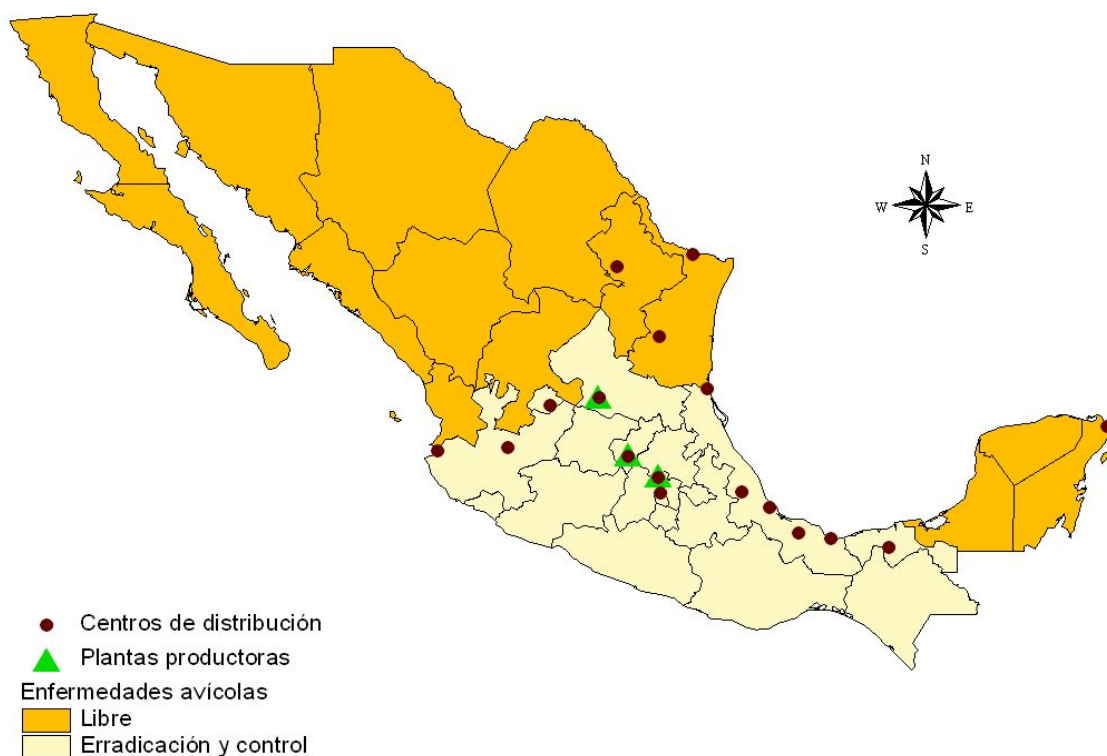 N
W E
S
Centros de distribución
Plantas productoras
Enfermedades avícolas
Libre
Erradicación y control